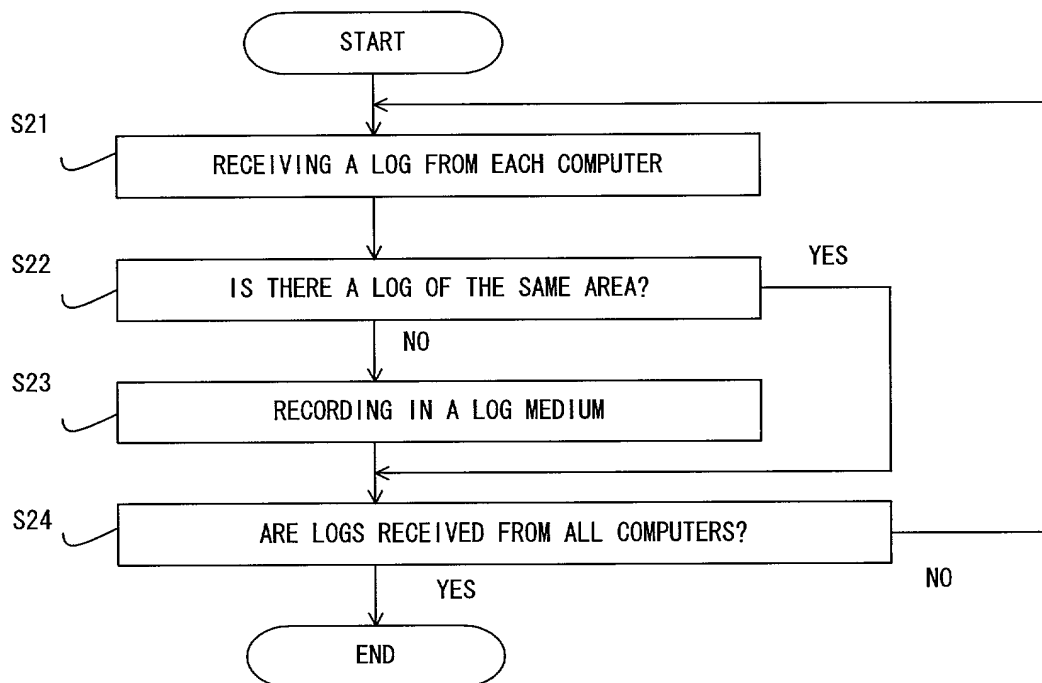 START
S21
RECEIVING A LOG FROM EACH COMPUTER
S22
IS THERE A LOG OF THE SAME AREA?
YES
NO
S23
RECORDING IN A LOG MEDIUM
S24
ARE LOGS RECEIVED FROM ALL COMPUTERS?
NO
YES
END